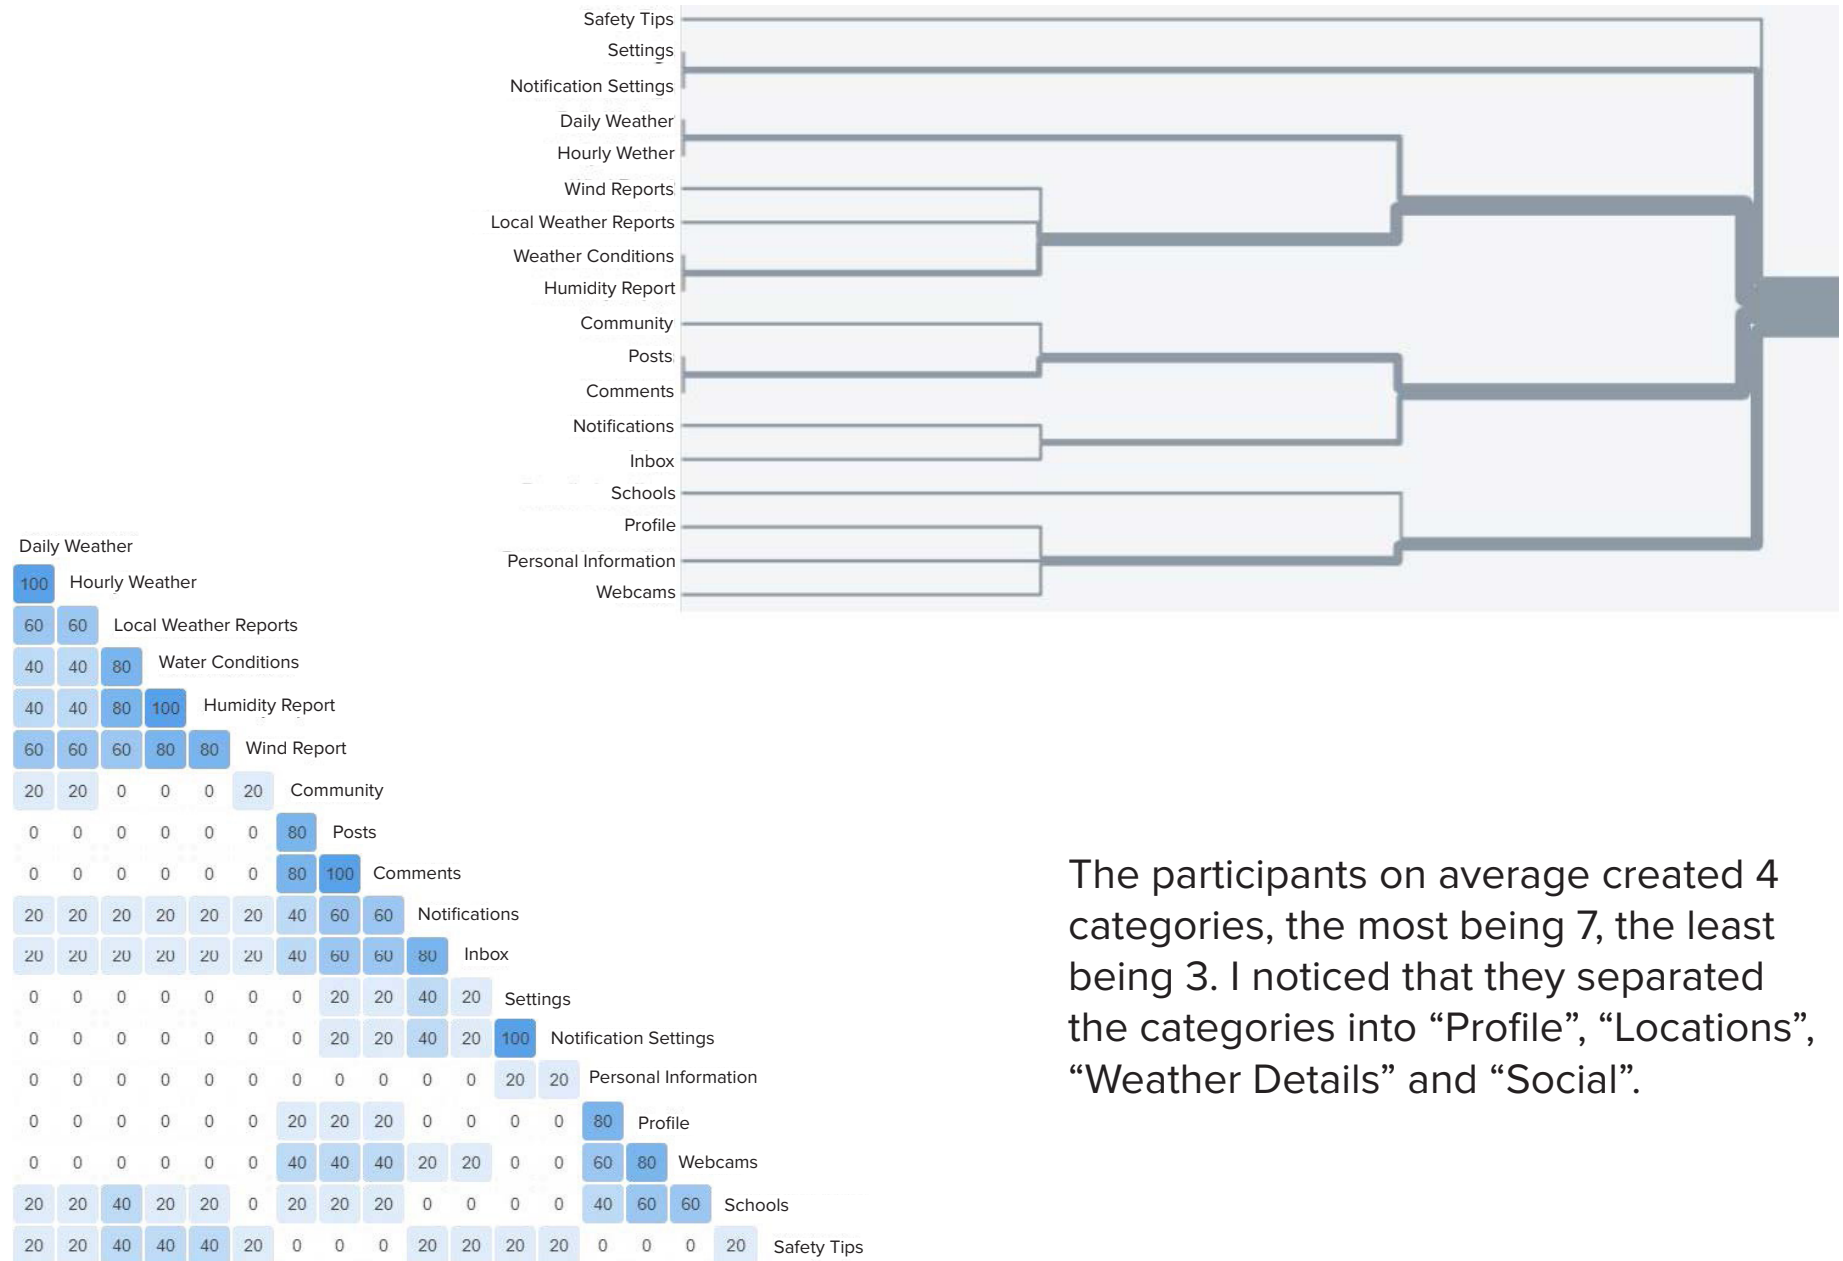 Safety Tips
Settings
Notification Settings
Daily Weather
Hourly Wether
Wind Reports
Local Weather Reports
Weather Conditions
Humidity Report
Community
Posts
Comments
Notifications
Inbox
Schools
Profile
Personal Information
Webcams
Daily Weather
100 Hourly Weather
60 60 Local Weather Reports
40 40 80 Water Conditions
40 40 80 100 Humidity Report
60 60 60 80 80 Wind Report
20 20 0 0 0 20 Community
0 0 0 0 0 0 80 Posts
0 0 0 0 0 0 80 100 Comments
20 20 20 20 20 20 40 60 60 Notifications
20 20 20 20 20 20 40 60 60 80 Inbox
0 0 0 0 0 0 0 20 20 40 20 Settings
0 0 0 0 0 0 0 20 20 40 20 100 Notification Settings
0 0 0 0 0 0 0 0 0 0 0 20 20 Personal Information
0 0 0 0 0 0 20 20 20 0 0 0 0 80 Profile
0 0 0 0 0 0 40 40 40 20 20 0 0 60 80 Webcams
20 20 40 20 20 0 20 20 20 0 0 0 0 40 60 60 Schools
20 20 40 40 40 20 0 0 0 20 20 20 20 0 0 0 20 Safety Tips
The participants on average created 4
categories, the most being 7, the least
being 3. I noticed that they separated
the categories into “Profile”, “Locations”,
“Weather Details” and “Social”.